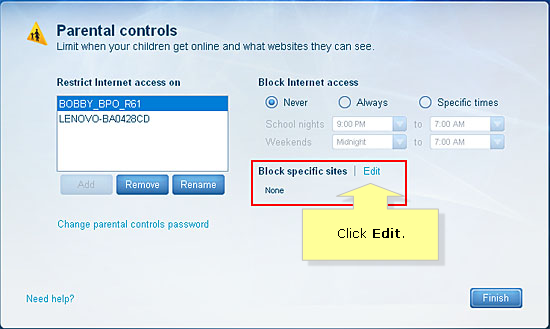 Parental controls
Limit when your children get online and what websites they can see.
Restrict Internet access on
BOBBY_BPO_R61
LENOVO-BA0428CD
Add Remove Rename
Change parental controls password
Block Internet access
Never Always Specific times
School nights 9:00 PM to 7:00 AM
Weekends Midnight to 7:00 AM
Block specific sites | Edit
None
Click Edit.
Need help?
Finish